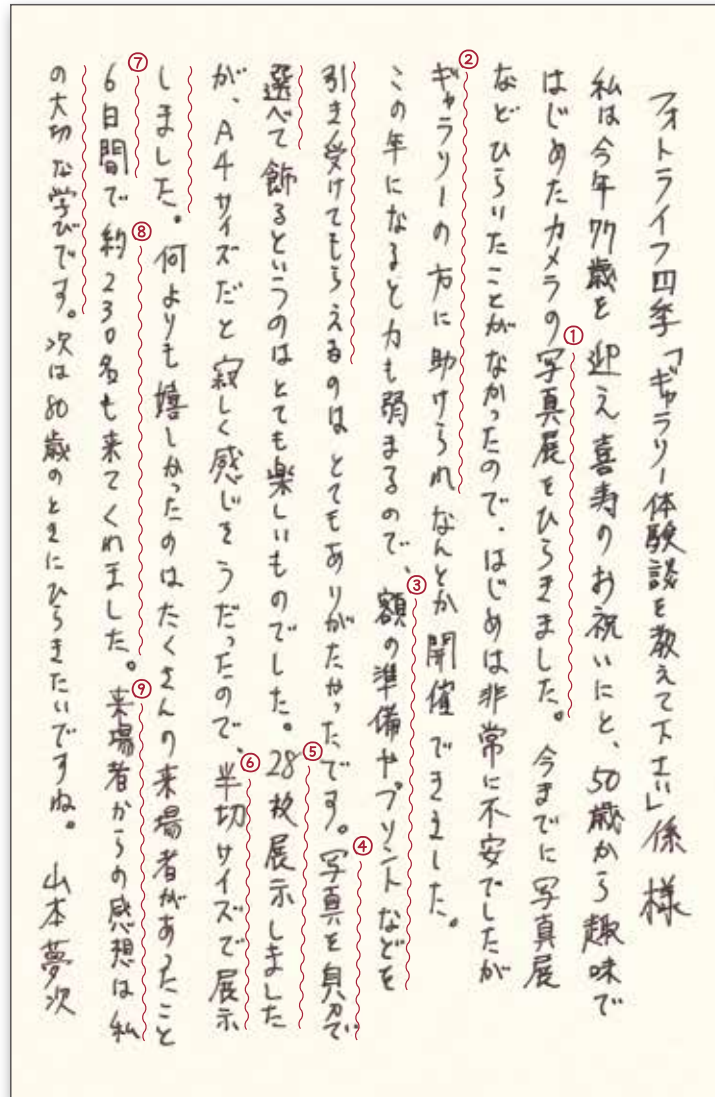 フォトライフ四季「ギャラリー体験談を教えて下さい」係 様
私は今年77歳を迎え喜寿のお祝いにと、50歳から趣味で
はじめたカメラの①写真展をひらきました。今までに写真展
などひらいたことがなかったので、はじめは非常に不安でしたが
②ギャラリーの方に助けられなんとか開催できました。
この年になると力も弱まるので、③額の準備やプリントなどを
引き受けてもらえるのはとてもありがたかったです。④写真を自分で
選べて飾るというのはとても楽しいものでした。⑤28枚展示しました
が、A4サイズだと寂しく感じそうだったので、⑥半切サイズで展示
しました。何よりも嬉しかったのはたくさんの来場者があったこと
⑦6日間で⑧約230名も来てくれました。⑨来場者からの感想は私
の大切な学びです。次は80歳のときにひらきたいですね。 山本夢次